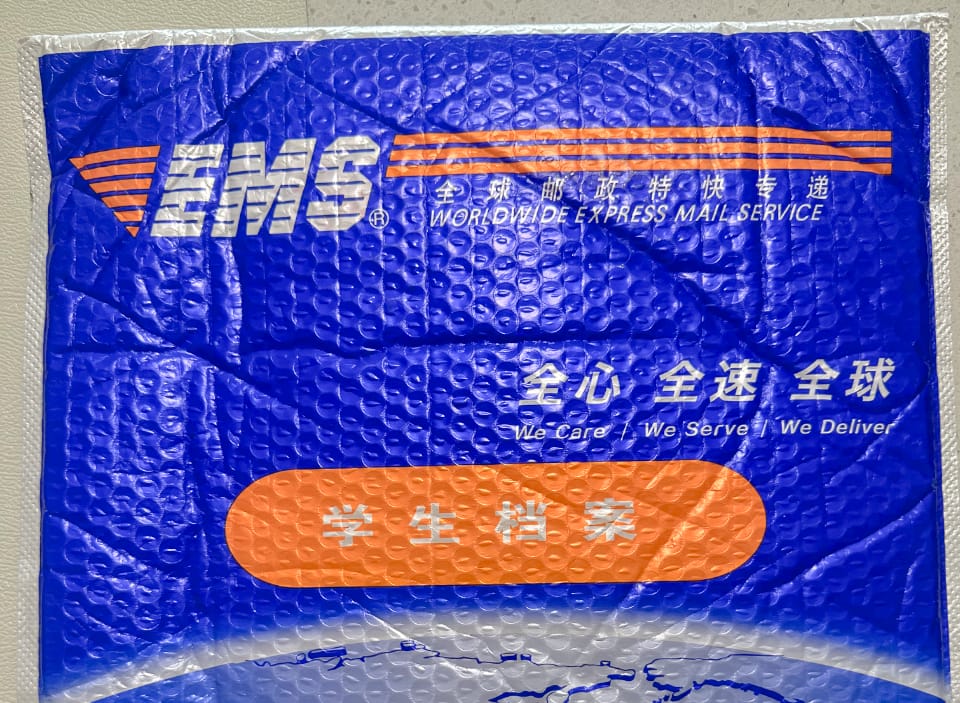 EMS®
全球邮政特快专递
WORLDWIDE EXPRESS MAIL SERVICE
全心 全速 全球
We Care / We Serve / We Deliver
学生档案